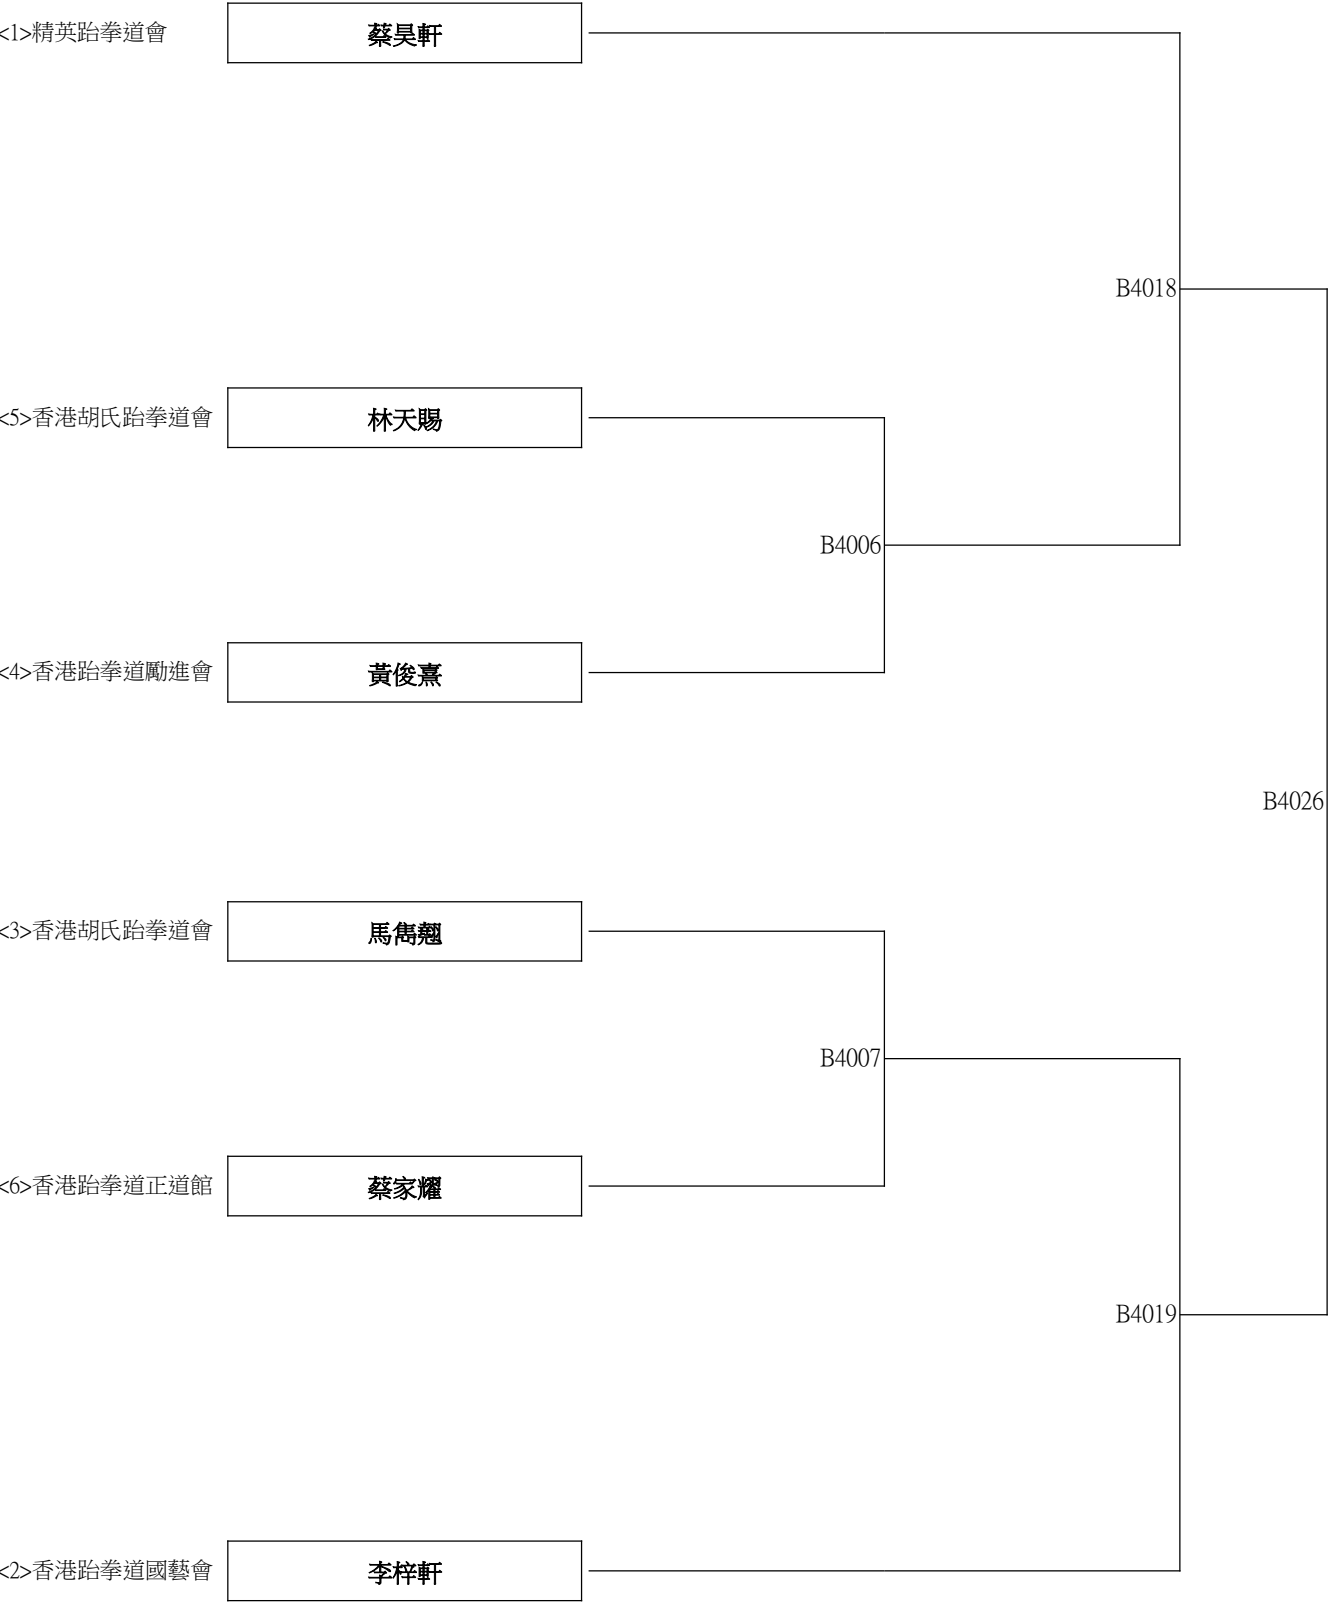 <1>精英跆拳道會
蔡昊軒
B4018
<5>香港胡氏跆拳道會
林天賜
B4006
<4>香港跆拳道勵進會
黃俊熹
B4026
<3>香港胡氏跆拳道會
馬雋翹
B4007
<6>香港跆拳道正道館
蔡家耀
B4019
<2>香港跆拳道國藝會
李梓軒